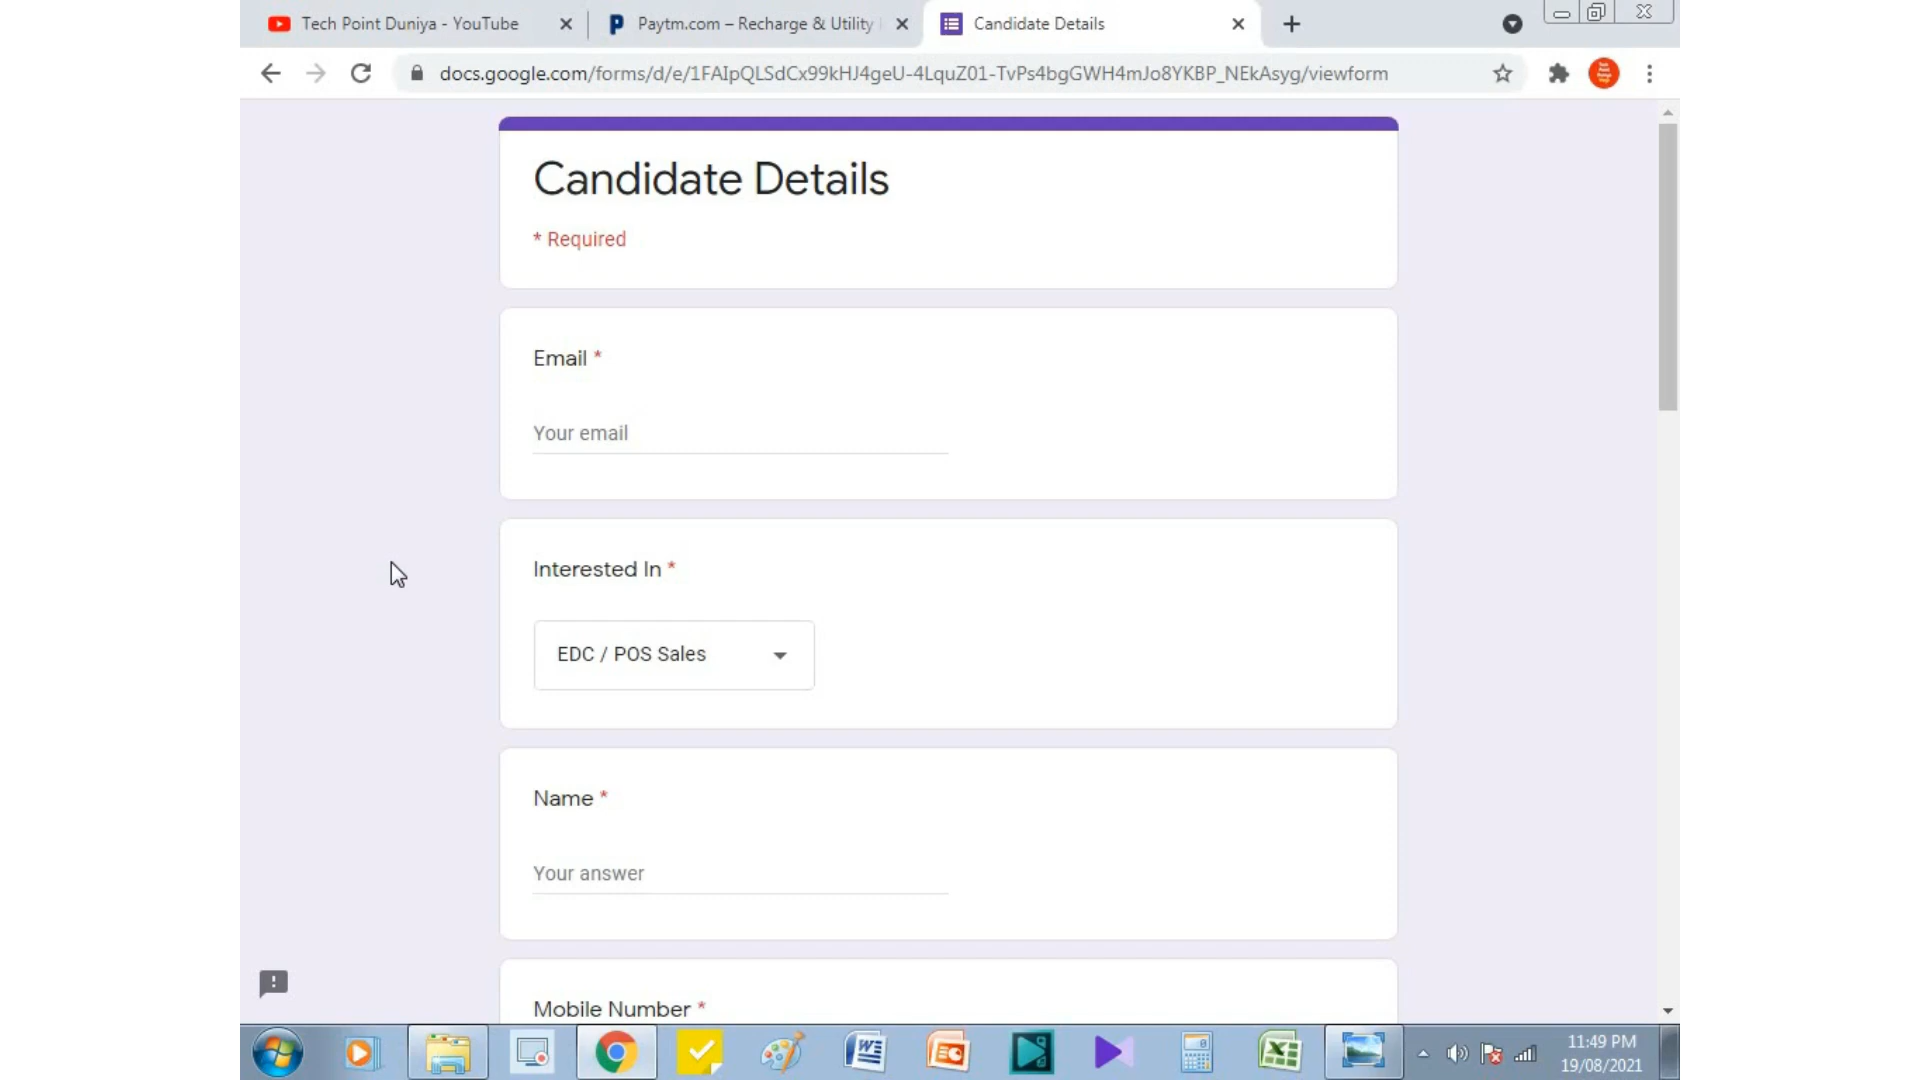 Tech Point Duniya - YouTube
Paytm.com – Recharge & Utility
Candidate Details
docs.google.com/forms/d/e/1FAIpQLSdCx99kHJ4geU-4LquZ01-TvPs4bgGWH4mJo8YKBP_NEkAsyg/viewform
Candidate Details
* Required
Email *
Your email
Interested In *
EDC / POS Sales
Name *
Your answer
Mobile Number *
11:49 PM
19/08/2021